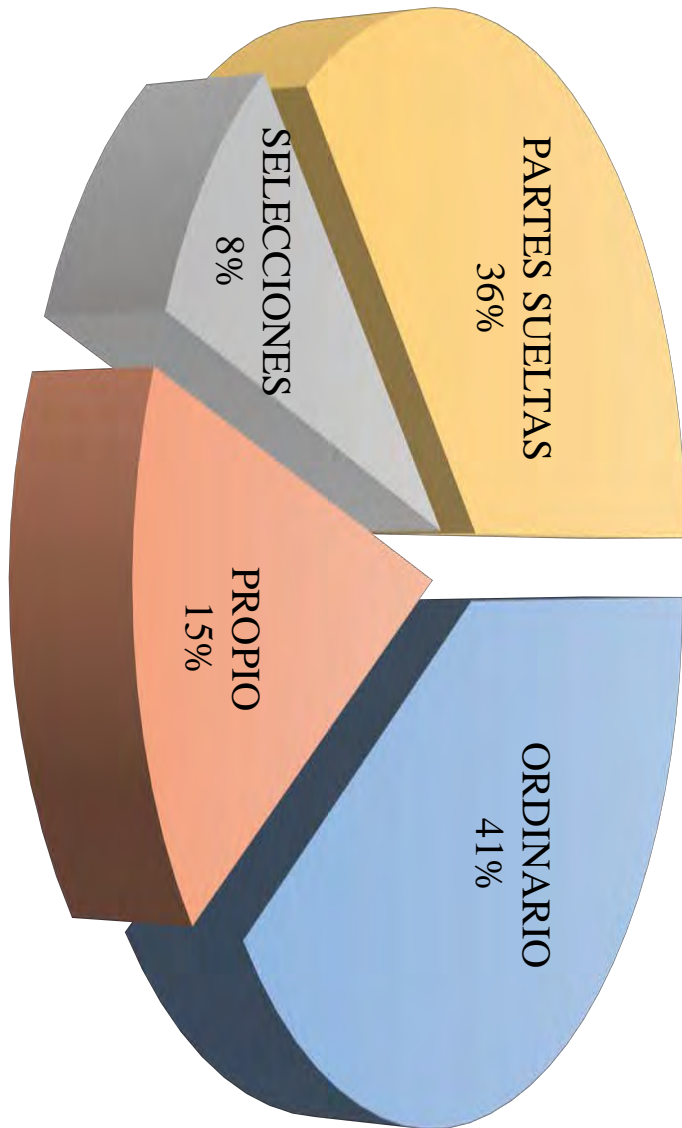 PARTES SUELTAS
36%
ORDINARIO
41%
SELECCIONES
8%
PROPIO
15%